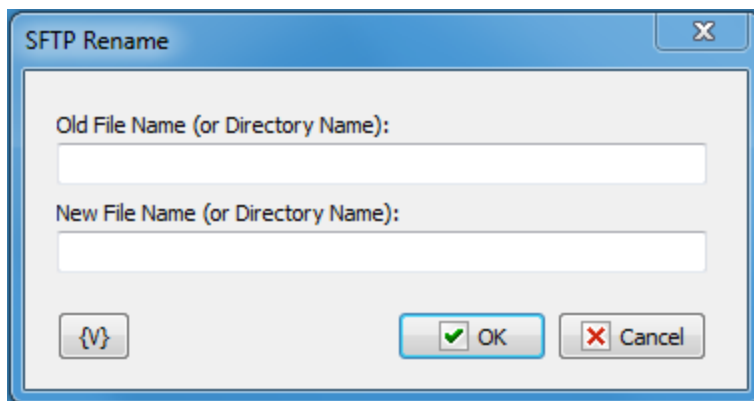 SFTP Rename
Old File Name (or Directory Name):
New File Name (or Directory Name):
{V}
OK
Cancel